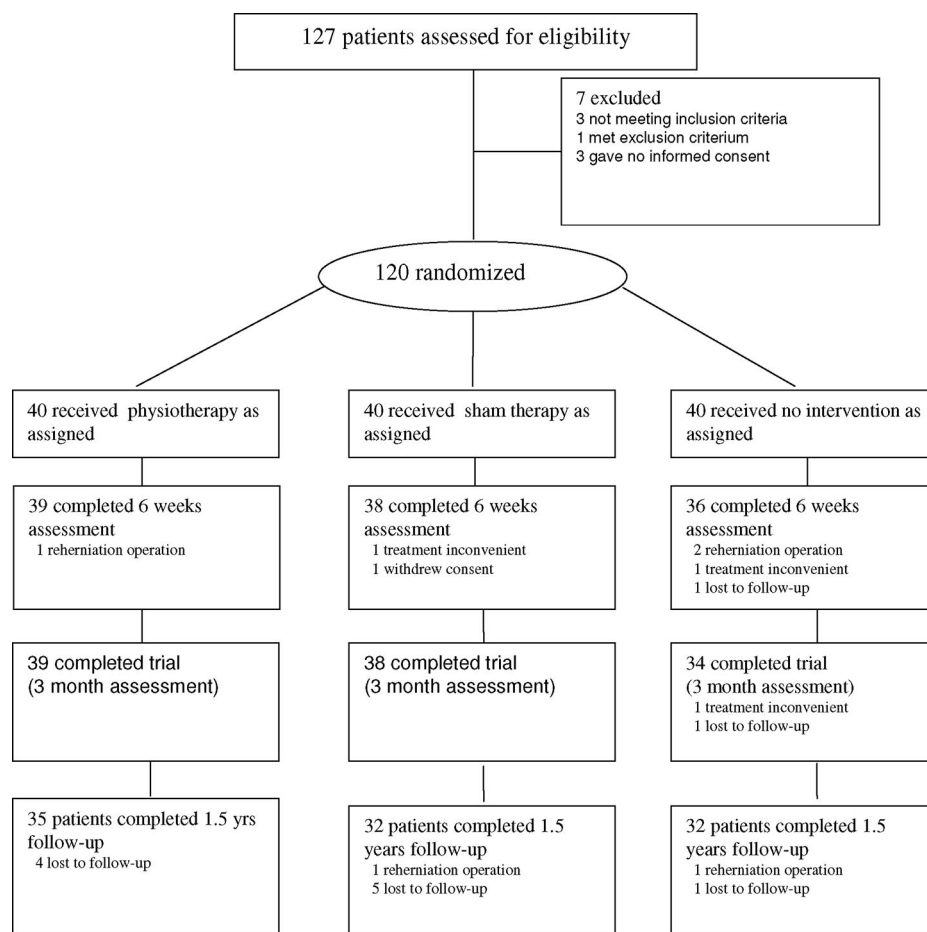 127 patients assessed for eligibility
7 excluded
3 not meeting inclusion criteria
1 met exclusion criterium
3 gave no informed consent
120 randomized
40 received physiotherapy as
assigned
40 received sham therapy as
assigned
40 received no intervention as
assigned
39 completed 6 weeks
assessment
1 reherniation operation
38 completed 6 weeks
assessment
1 treatment inconvenient
1 withdrew consent
36 completed 6 weeks
assessment
2 reherniation operation
1 treatment inconvenient
1 lost to follow-up
39 completed trial
(3 month assessment)
38 completed trial
(3 month assessment)
34 completed trial
(3 month assessment)
1 treatment inconvenient
1 lost to follow-up
35 patients completed 1.5 yrs
follow-up
4 lost to follow-up
32 patients completed 1.5
years follow-up
1 reherniation operation
5 lost to follow-up
32 patients completed 1.5
years follow-up
1 reherniation operation
1 lost to follow-up